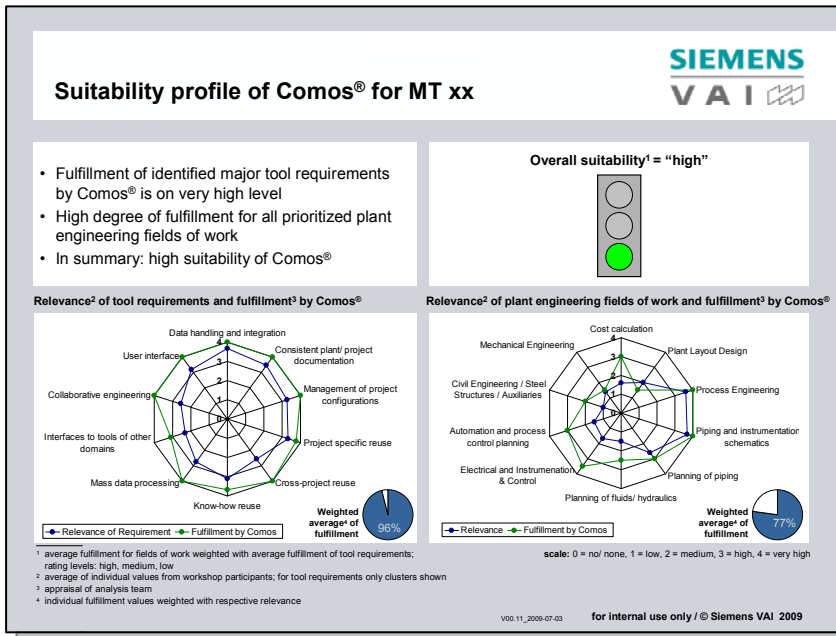 SIEMENS
VAI
Suitability profile of Comos® for MT xx
• Fulfillment of identified major tool requirements
by Comos® is on very high level
• High degree of fulfillment for all prioritized plant
engineering fields of work
• In summary: high suitability of Comos®
Overall suitability¹ = “high”
Relevance² of tool requirements and fulfillment³ by Comos®
Data handling and integration
Consistent plant/ project
documentation
Management of project
configurations
Project specific reuse
Cross-project reuse
Know-how reuse
Mass data processing
Interfaces to tools of other
domains
Collaborative engineering
User interface
4
3
2
1
0
Relevance of Requirement
Fulfillment by Comos
Weighted
average⁴ of
fulfillment
96%
Relevance² of plant engineering fields of work and fulfillment³ by Comos®
Cost calculation
Plant Layout Design
Process Engineering
Piping and instrumentation
schematics
Planning of piping
Planning of fluids/ hydraulics
Electrical and Instrumenation
& Control
Automation and process
control planning
Civil Engineering / Steel
Structures / Auxiliaries
Mechanical Engineering
4
3
2
1
0
Relevance
Fulfillment by Comos
Weighted
average⁴ of
fulfillment
77%
¹ average fulfillment for fields of work weighted with average fulfillment of tool requirements;
rating levels: high, medium, low
² average of individual values from workshop participants; for tool requirements only clusters shown
³ appraisal of analysis team
⁴ individual fulfillment values weighted with respective relevance
scale: 0 = no/ none, 1 = low, 2 = medium, 3 = high, 4 = very high
V00.11_2009-07-03
for internal use only / © Siemens VAI 2009